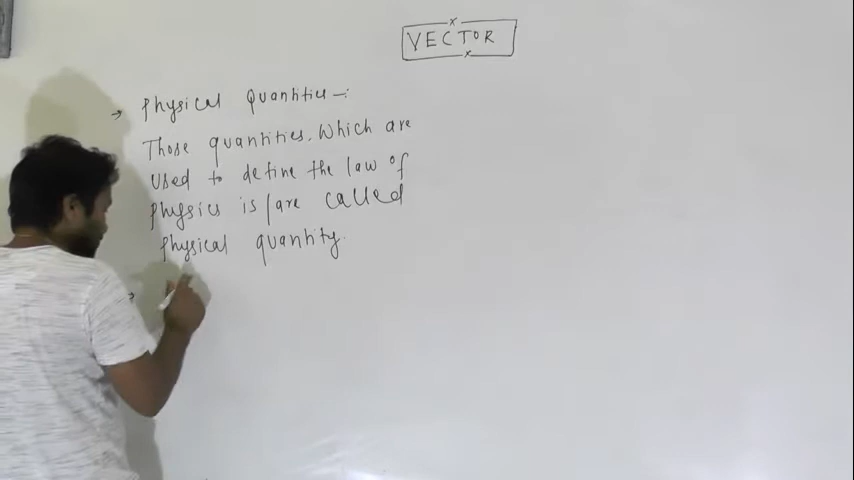 VECTOR
→ Physical Quantities -:
Those quantities. Which are
Used to define the law of
Physics is/are called
Physical quantity.
→